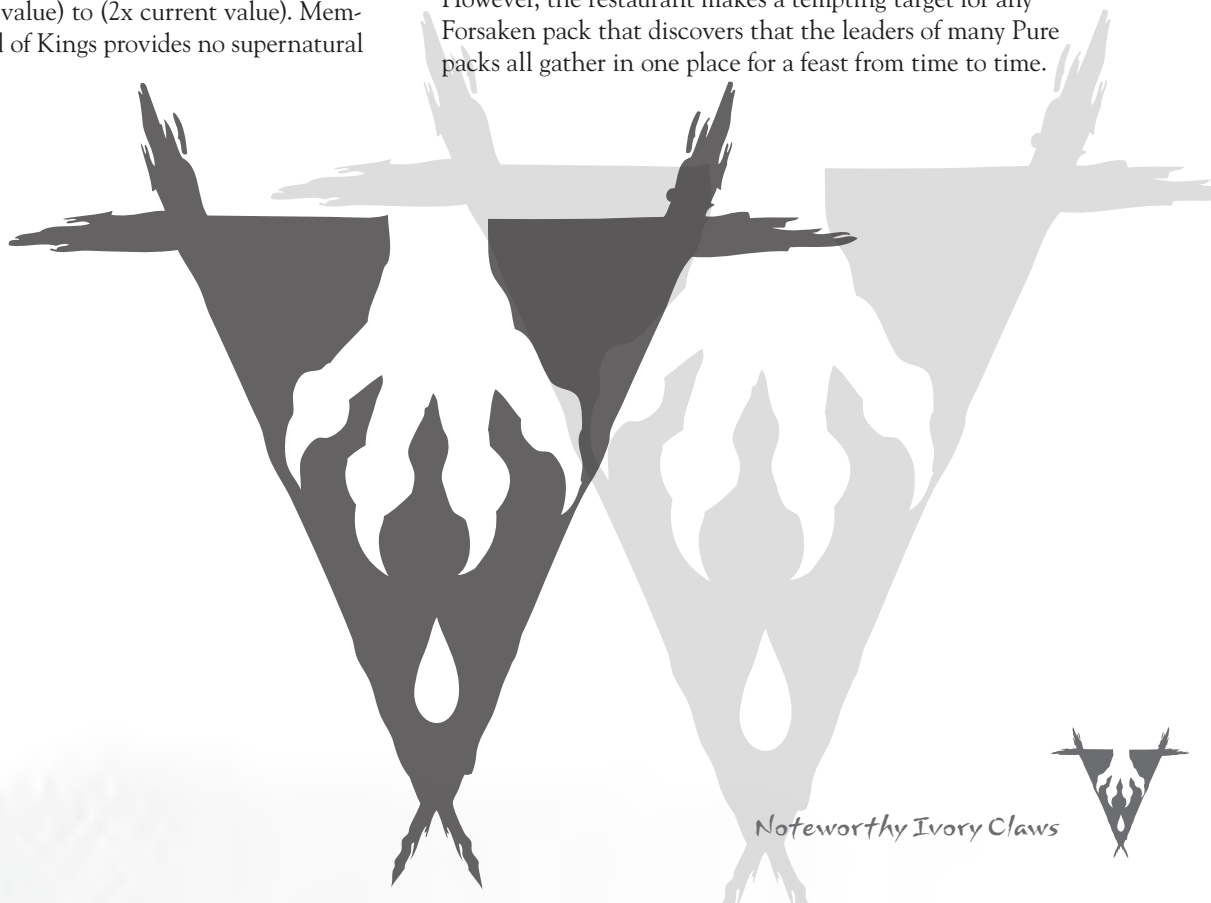 value) to (2x current value). Mem-
l of Kings provides no supernatural
However, the restaurant makes a tempting target for any
Forsaken pack that discovers that the leaders of many Pure
packs all gather in one place for a feast from time to time.
Noteworthy Ivory Claws